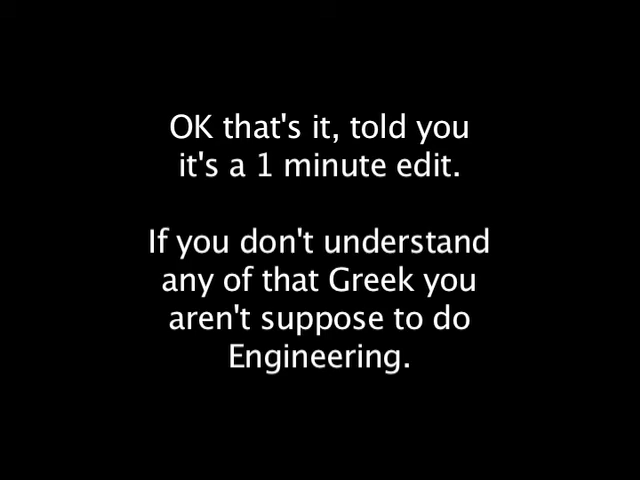 OK that's it, told you
it's a 1 minute edit.
If you don't understand
any of that Greek you
aren't suppose to do
Engineering.